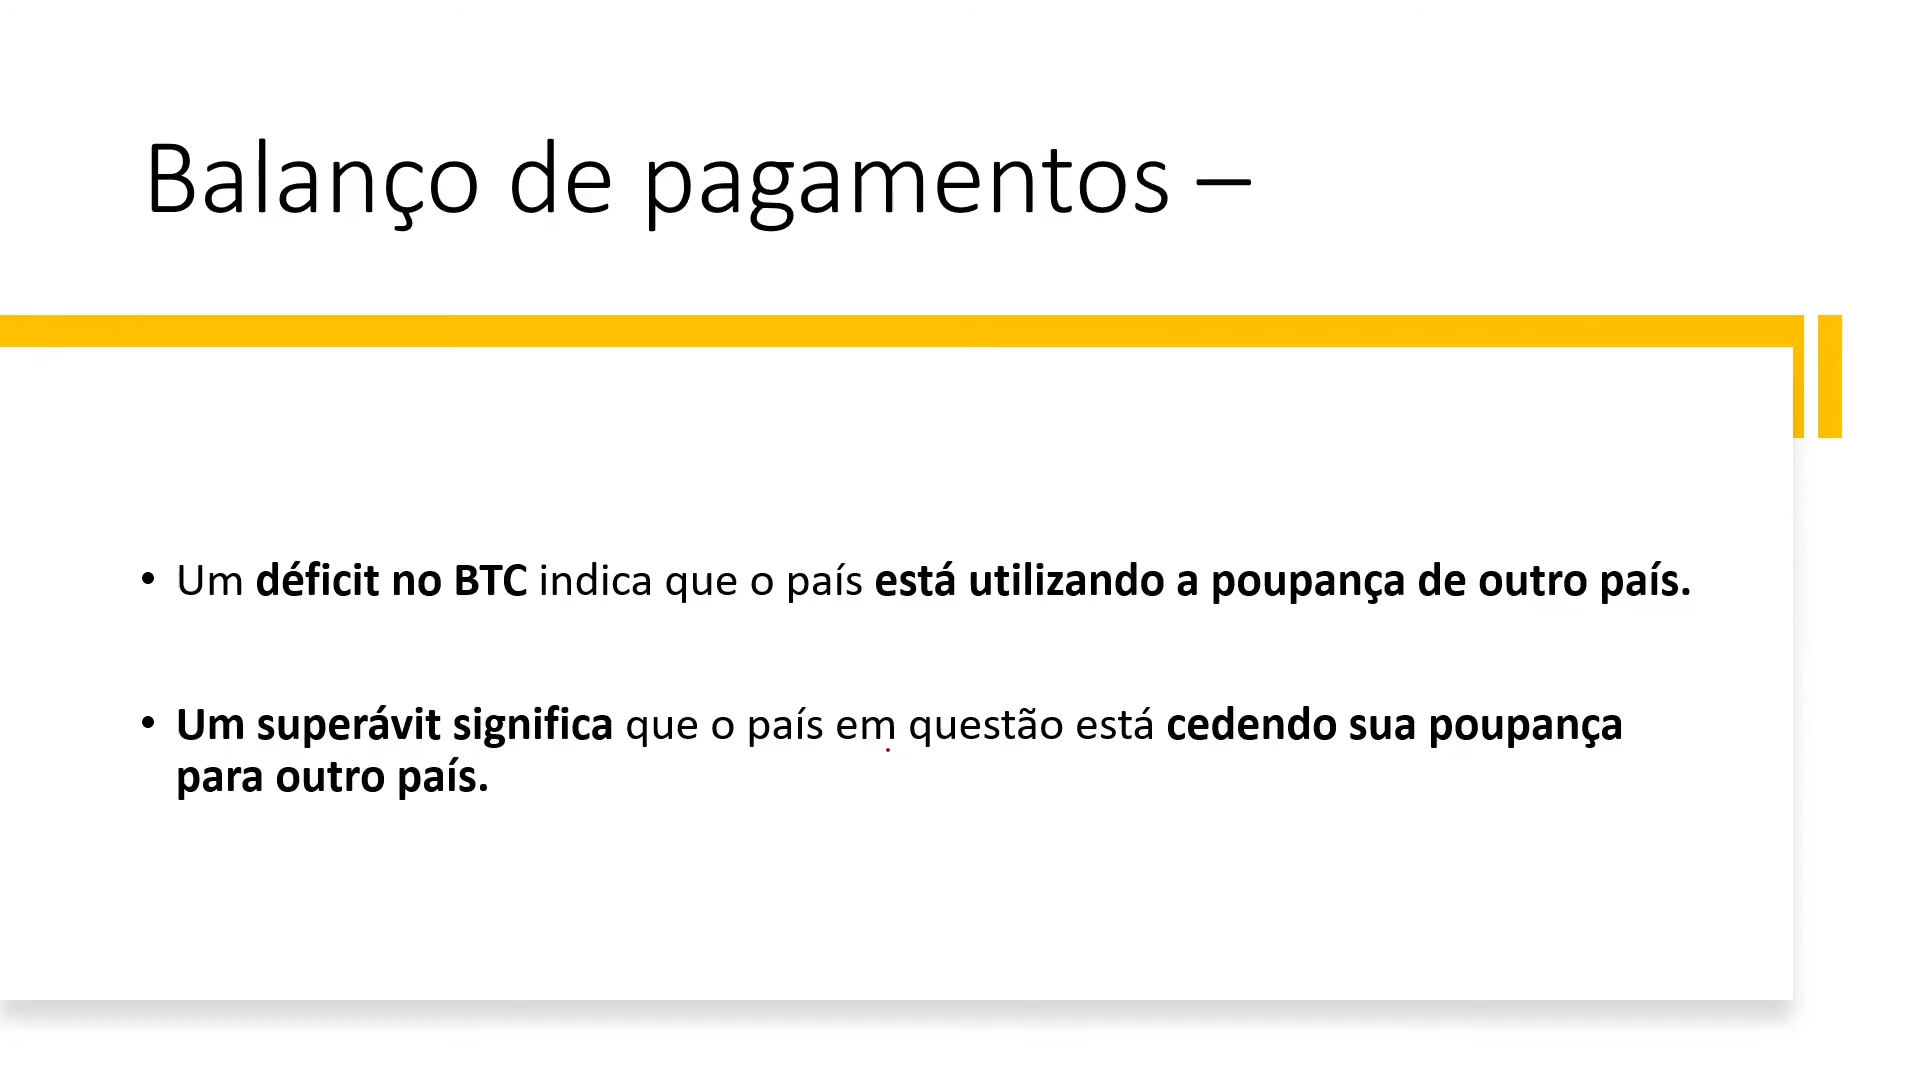 Balanço de pagamentos –
• Um déficit no BTC indica que o país está utilizando a poupança de outro país.
• Um superávit significa que o país em questão está cedendo sua poupança
para outro país.